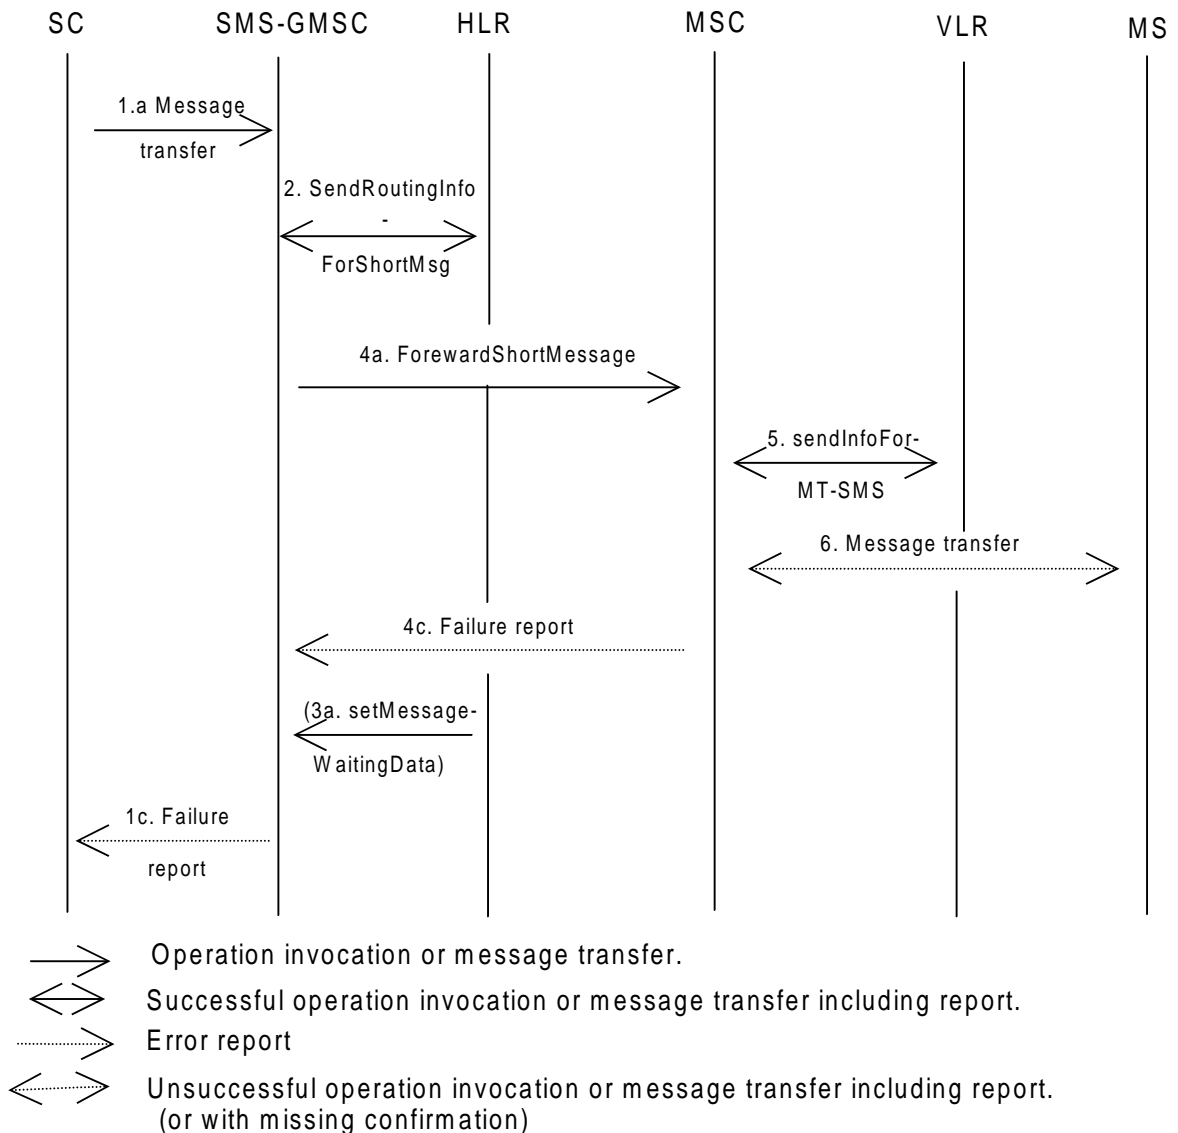 SC SMS-GMSC HLR MSC VLR MS
1.a Message
transfer
2. SendRoutingInfo
-
ForShortMsg
4a. ForewardShortMessage
5. sendInfoFor-
MT-SMS
6. Message transfer
4c. Failure report
(3a. setMessage-
WaitingData)
1c. Failure
report
Operation invocation or message transfer.
Successful operation invocation or message transfer including report.
Error report
Unsuccessful operation invocation or message transfer including report.
(or with missing confirmation)